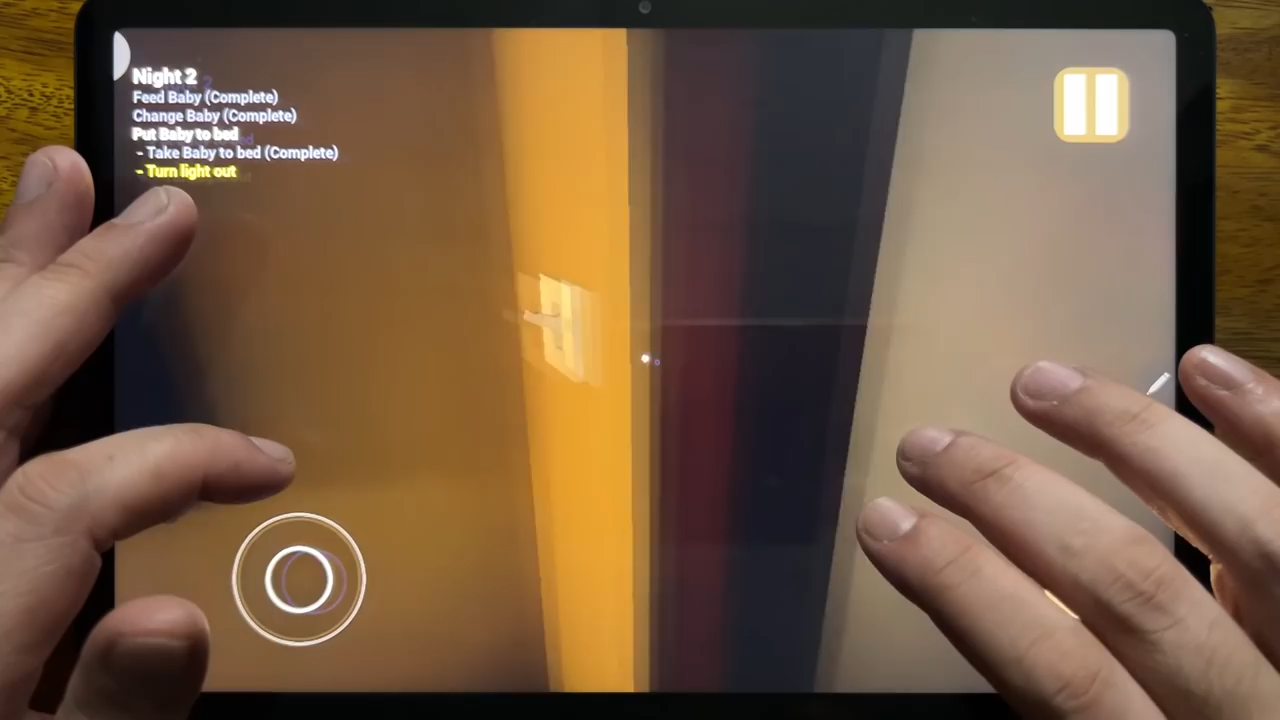 Night 2
Feed Baby (Complete)
Change Baby (Complete)
Put Baby to bed
- Take Baby to bed (Complete)
- Turn light out